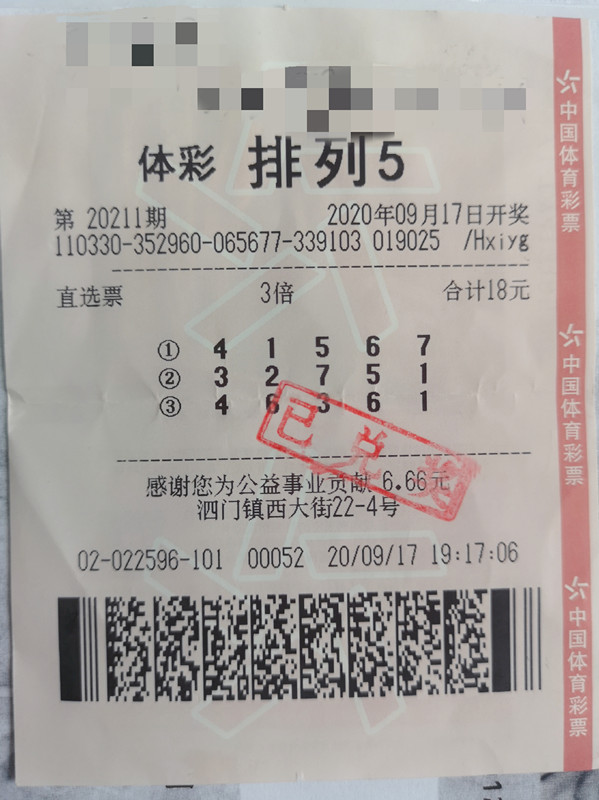 体彩 排列5
第 20211期 2020年09月17日开奖
110330-352960-065677-339103 019025 /Hxiyg
直选票 3倍 合计18元
① 4 1 5 6 7
② 3 2 7 5 1
③ 4 6 3 6 1
已兑奖
感谢您为公益事业贡献 6.66元
泗门镇西大街22-4号
02-022596-101 00052 20/09/17 19:17:06
中国体育彩票
中国体育彩票
中国体育彩票